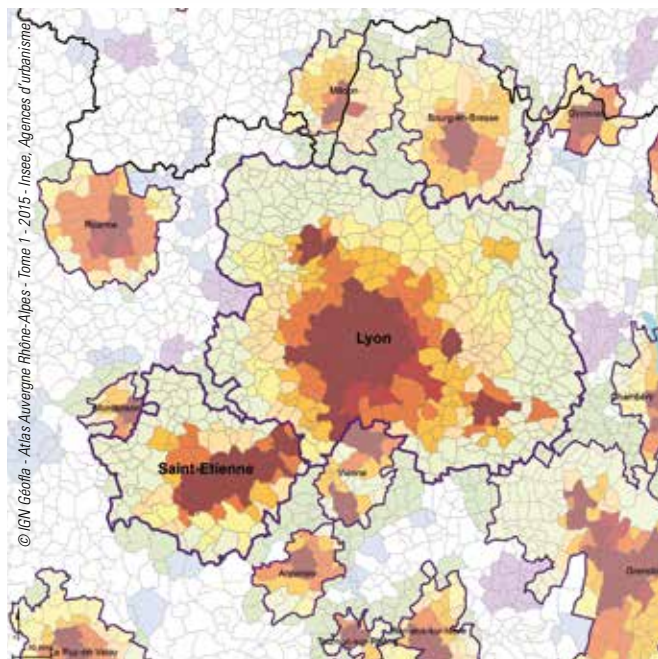 © IGN Géofla - Atlas Auvergne Rhône-Alpes - Tome 1 - 2015 - Insee, Agences d'urbanisme
Mâcon
Bourg-en-Bresse
Oyonnax
Roanne
Lyon
Chambéry
Saint-Etienne
Vienne
Annonay
Grenoble
Le Puy-en-Velay